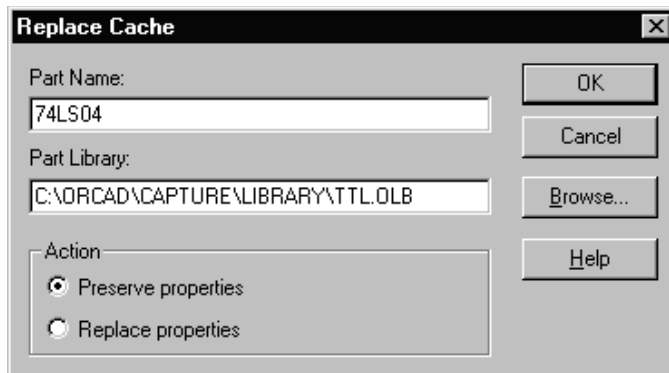 Replace Cache
Part Name:
74LS04
Part Library:
C:\ORCAD\CAPTURE\LIBRARY\TTL.OLB
Action
Preserve properties
Replace properties
OK
Cancel
Browse...
Help